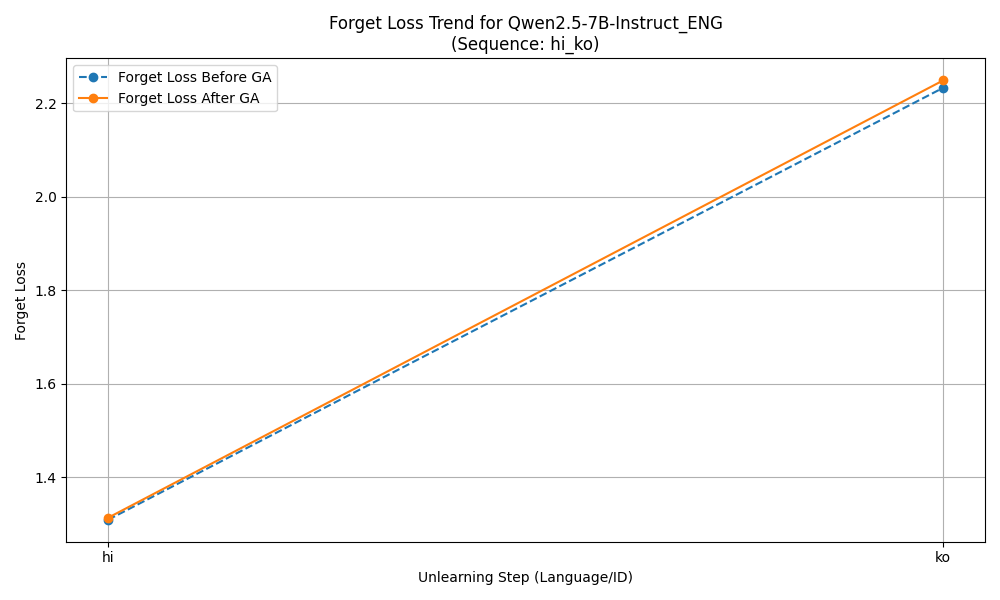 Forget Loss Trend for Qwen2.5-7B-Instruct_ENG
(Sequence: hi_ko)
Forget Loss Before GA
Forget Loss After GA
2.2
2.0
1.8
1.6
1.4
Forget Loss
hi
ko
Unlearning Step (Language/ID)